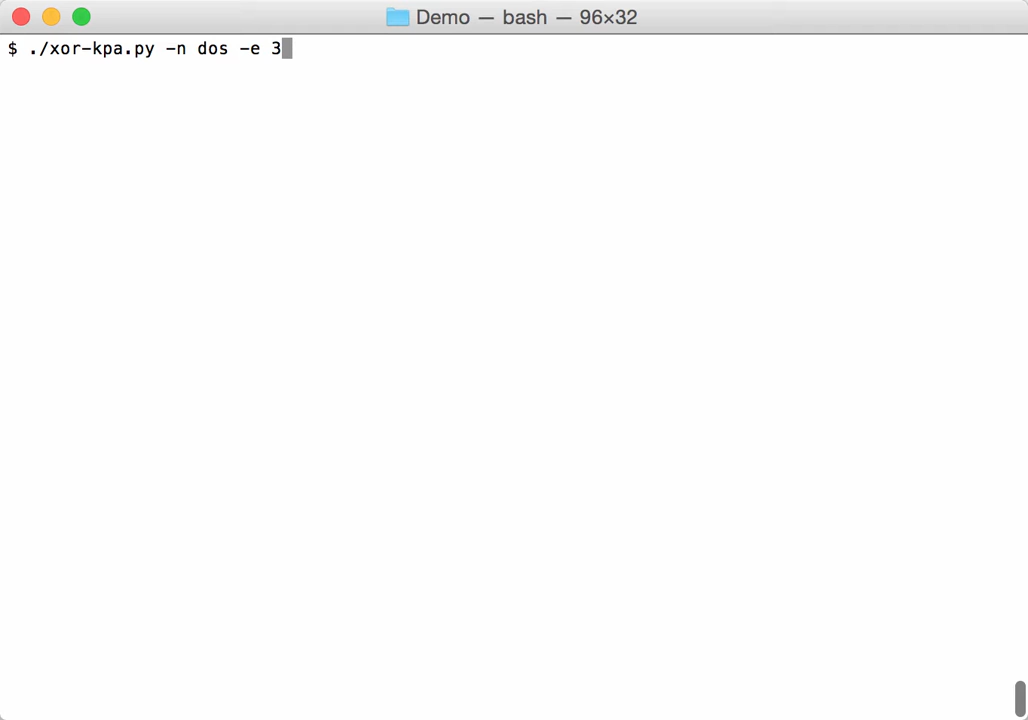 Demo — bash — 96×32
$ ./xor-kpa.py -n dos -e 3